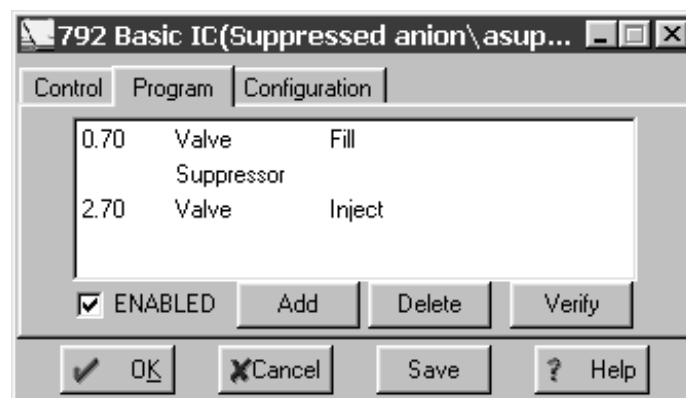 792 Basic IC(Suppressed anion\asup...
Control Program Configuration
0.70 Valve Fill
Suppressor
2.70 Valve Inject
ENABLED Add Delete Verify
OK Cancel Save ? Help